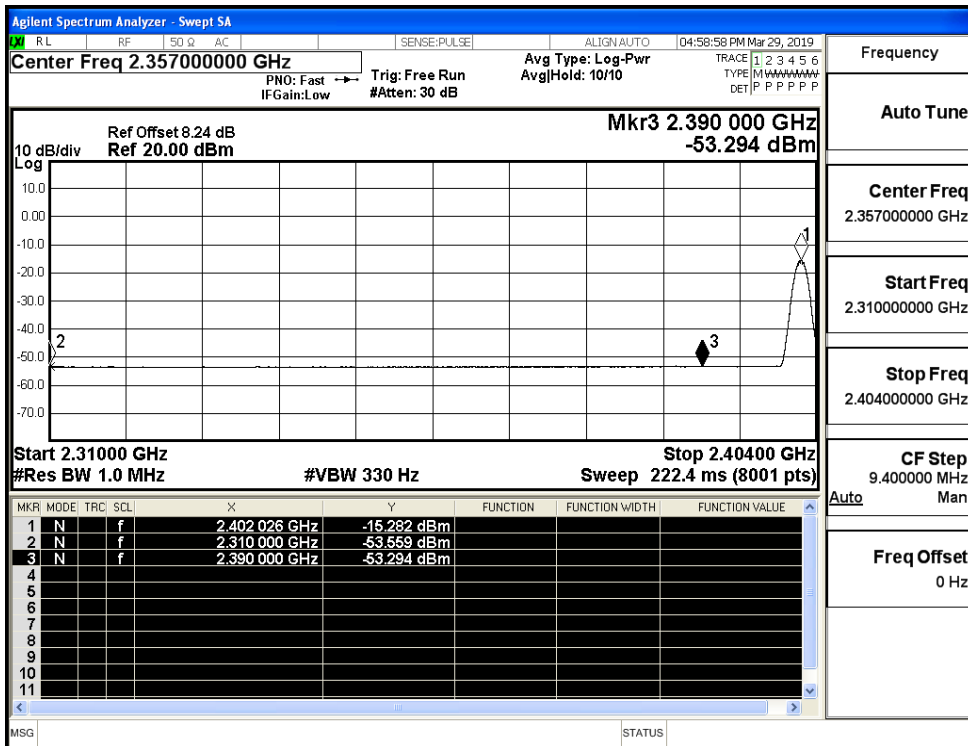 Agilent Spectrum Analyzer - Swept SA
LXI RL RF 50 Ω AC SENSE:PULSE ALIGN AUTO 04:58:58 PM Mar 29, 2019
Center Freq 2.357000000 GHz
PNO: Fast
IFGain:Low
Trig: Free Run
#Atten: 30 dB
Avg Type: Log-Pwr
Avg|Hold: 10/10
TRACE 1 2 3 4 5 6
TYPE M WWWWW
DET P P P P P P
Mkr3 2.390 000 GHz
-53.294 dBm
Ref Offset 8.24 dB
10 dB/div Ref 20.00 dBm
Log
10.0
0.00
-10.0
-20.0
-30.0
-40.0
-50.0
-60.0
-70.0
1
2
3
Start 2.31000 GHz Stop 2.40400 GHz
#Res BW 1.0 MHz #VBW 330 Hz Sweep 222.4 ms (8001 pts)
MKR MODE TRC SCL X Y FUNCTION FUNCTION WIDTH FUNCTION VALUE
1 N f 2.402 026 GHz -15.282 dBm
2 N f 2.310 000 GHz -53.559 dBm
3 N f 2.390 000 GHz -53.294 dBm
4
5
6
7
8
9
10
11
MSG STATUS
Frequency
Auto Tune
Center Freq
2.357000000 GHz
Start Freq
2.310000000 GHz
Stop Freq
2.404000000 GHz
CF Step
9.400000 MHz
Auto Man
Freq Offset
0 Hz